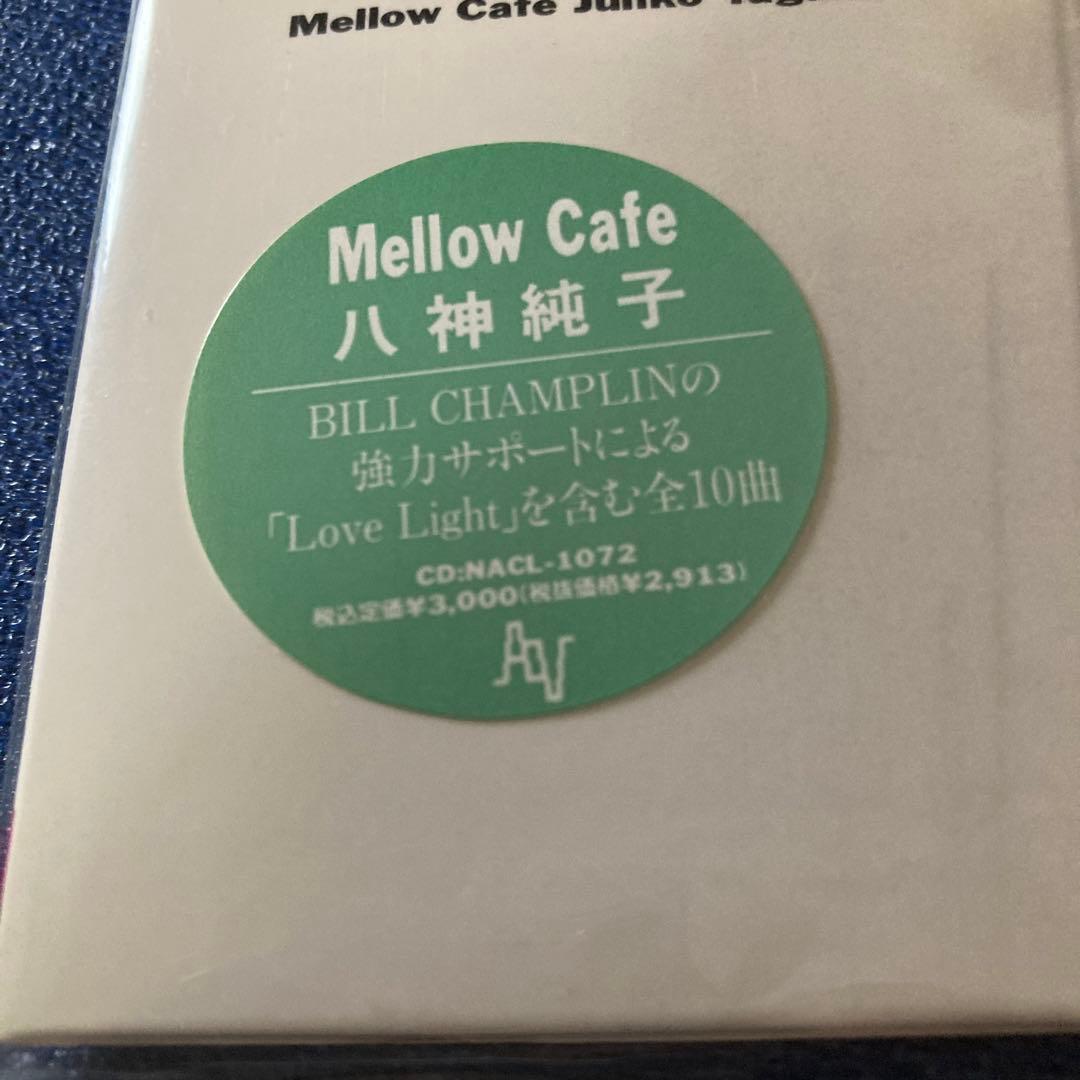 Mellow Cafe Junko
Mellow Cafe
八神純子
BILL CHAMPLINの
強力サポートによる
「Love Light」を含む全10曲
CD:NACL-1072
税込定価¥3,000(税抜価格¥2,913)